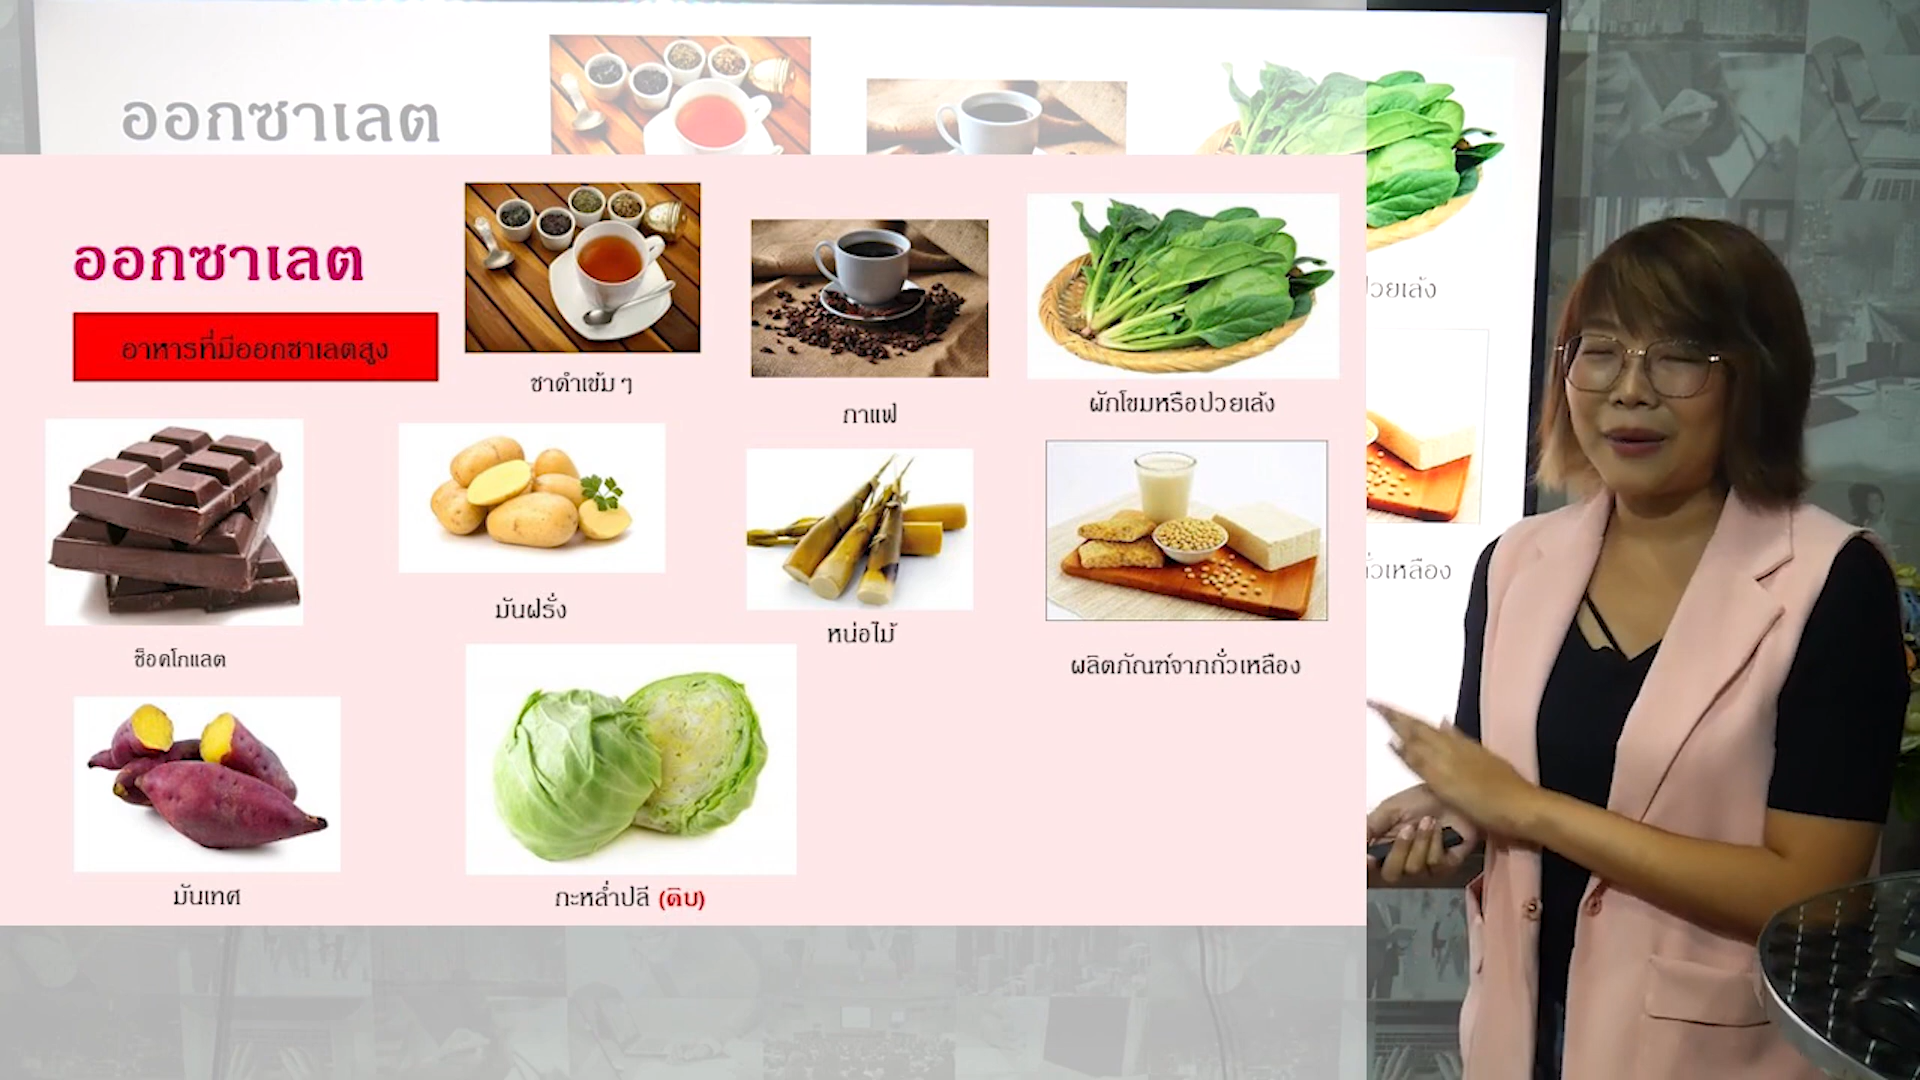 ออกซาเลต
ออกซาเลต
อาหารที่มีออกซาเลตสูง
ชาดำเข้ม ๆ
กาแฟ
ผักโขมหรือปวยเล้ง
ช็อคโกแลต
มันฝรั่ง
หน่อไม้
ผลิตภัณฑ์จากถั่วเหลือง
มันเทศ
กะหล่ำปลี (ดิบ)
ปวยเล้ง
ถั่วเหลือง